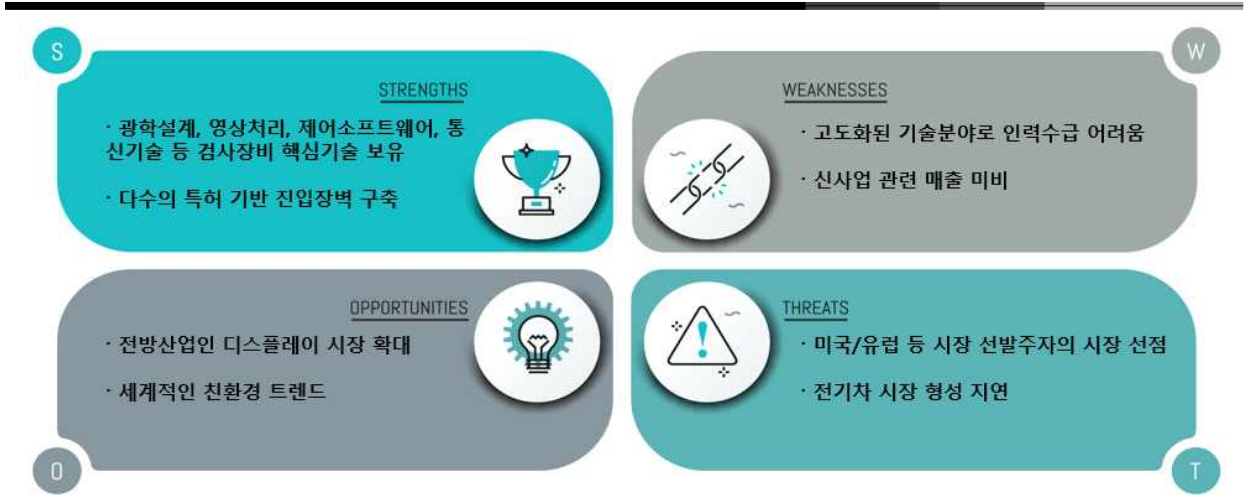 S
STRENGTHS
· 광학설계, 영상처리, 제어소프트웨어, 통
신기술 등 검사장비 핵심기술 보유
· 다수의 특허 기반 진입장벽 구축
W
WEAKNESSES
· 고도화된 기술분야로 인력수급 어려움
· 신사업 관련 매출 미비
OPPORTUNITIES
· 전방산업인 디스플레이 시장 확대
· 세계적인 친환경 트렌드
O
THREATS
· 미국/유럽 등 시장 선발주자의 시장 선점
· 전기차 시장 형성 지연
T